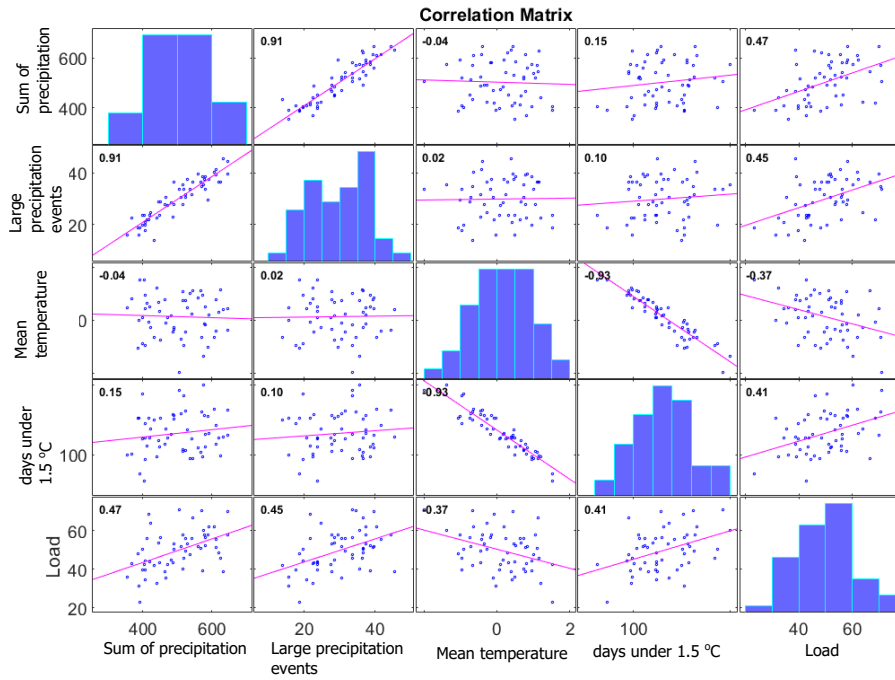 Correlation Matrix
Sum of
precipitation
600
400
0.91
-0.04
0.15
0.47
Large
precipitation
events
40
20
0.91
0.02
0.10
0.45
Mean
temperature
0
-0.04
0.02
-0.93
-0.37
days under
1.5 °C
100
0.15
0.10
-0.93
0.41
Load
60
40
20
0.47
0.45
-0.37
0.41
400 600
20 40
0 2
100
40 60
Sum of precipitation
Large precipitation
events
Mean temperature
days under 1.5 °C
Load